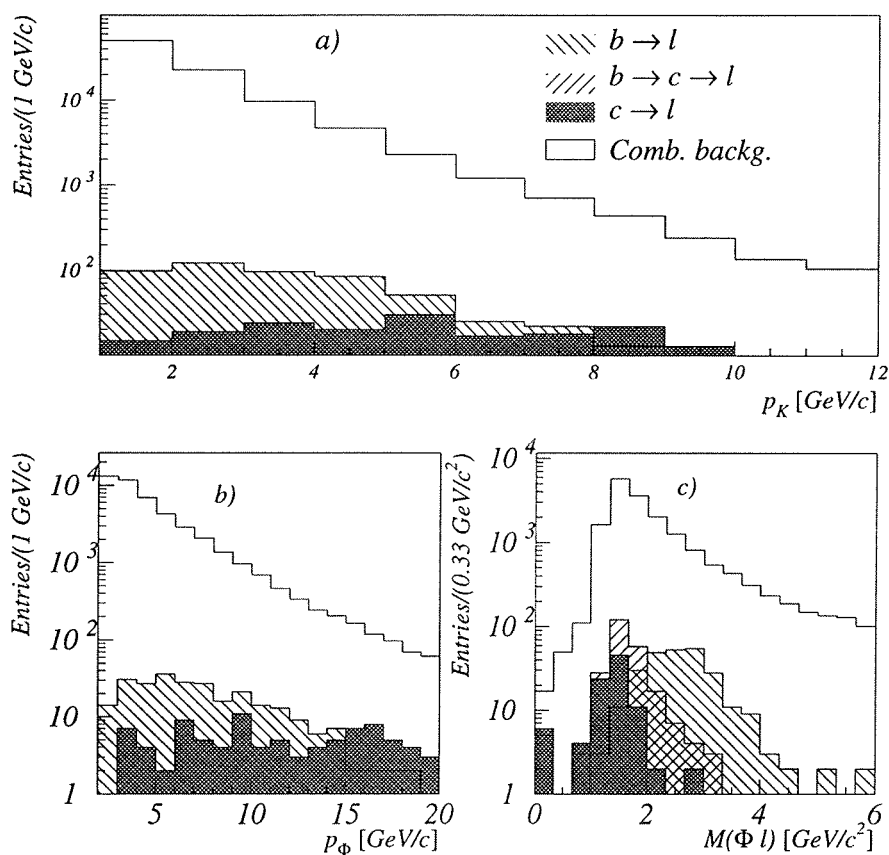 a)
b → l
b → c → l
c → l
Comb. backg.
Entries/(1 GeV/c)
10^4
10^3
10^2
2
4
6
8
10
12
p_K [GeV/c]
b)
Entries/(1 GeV/c)
10^4
10^3
10^2
10
1
5
10
15
20
p_Φ [GeV/c]
c)
Entries/(0.33 GeV/c^2)
10^4
10^3
10^2
10
1
0
2
4
6
M(Φ l) [GeV/c^2]